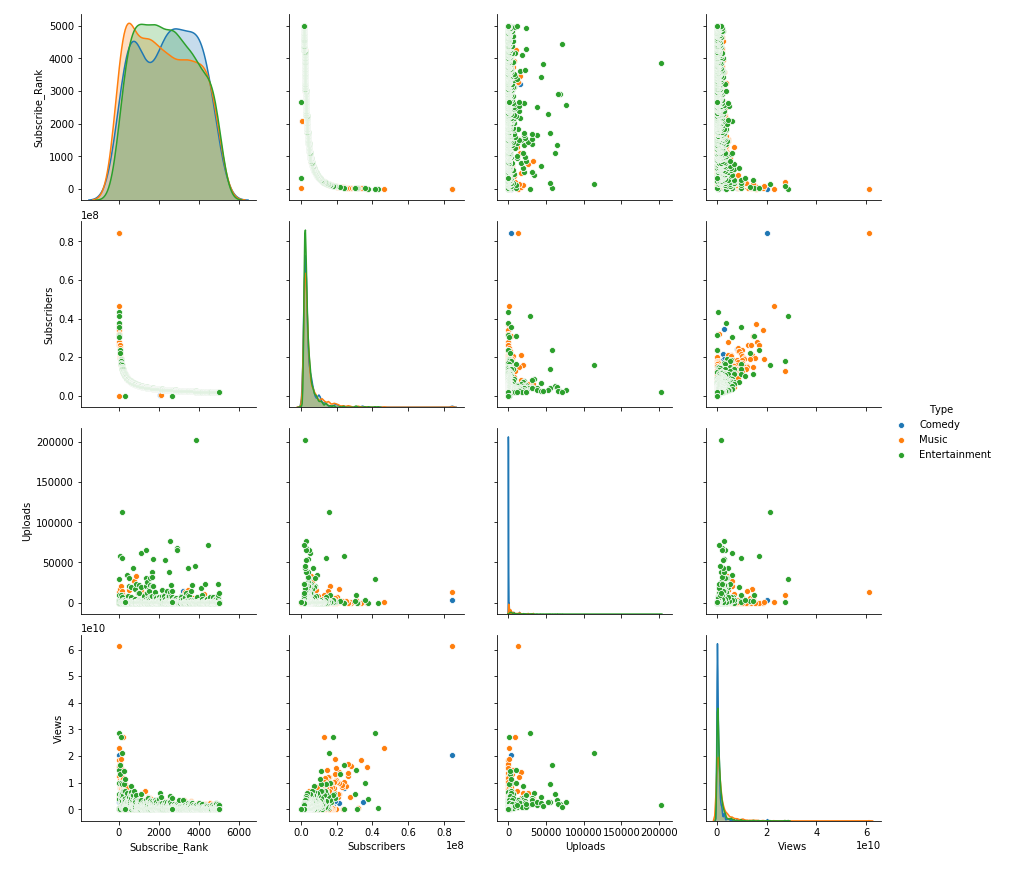 5000
4000
3000
2000
1000
0
Subscribe_Rank
1e8
0.8
0.6
0.4
0.2
0.0
Subscribers
Type
Comedy
Music
Entertainment
200000
150000
100000
50000
0
Uploads
1e10
6
5
4
3
2
1
0
Views
0 2000 4000 6000
0.0 0.2 0.4 0.6 0.8
0 50000 100000 150000 200000
0 2 4 6
1e8
1e10
Subscribe_Rank Subscribers Uploads Views